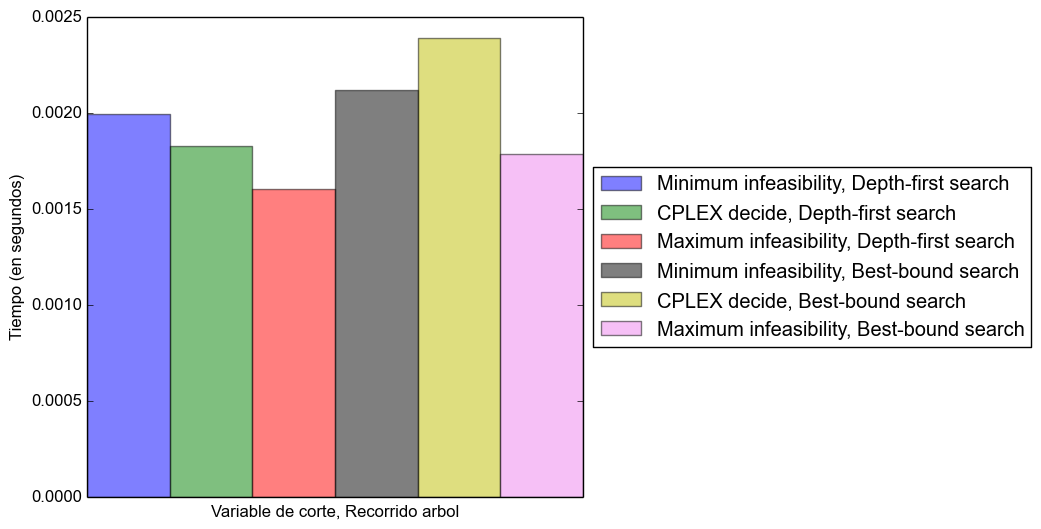 0.0025
0.0020
0.0015
0.0010
0.0005
0.0000
Tiempo (en segundos)
Variable de corte, Recorrido arbol
Minimum infeasibility, Depth-first search
CPLEX decide, Depth-first search
Maximum infeasibility, Depth-first search
Minimum infeasibility, Best-bound search
CPLEX decide, Best-bound search
Maximum infeasibility, Best-bound search